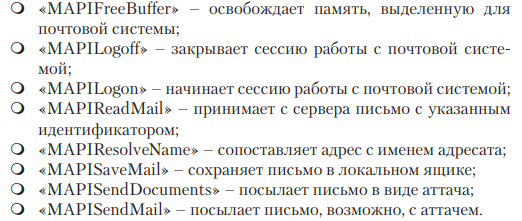 ❍ «MAPIFreeBuffer» – освобождает память, выделенную для
почтовой системы;
❍ «MAPILogoff» – закрывает сессию работы с почтовой систе-
мой;
❍ «MAPILogon» – начинает сессию работы с почтовой системой;
❍ «MAPIReadMail» – принимает с сервера письмо с указанным
идентификатором;
❍ «MAPIResolveName» – сопоставляет адрес с именем адресата;
❍ «MAPISaveMail» – сохраняет письмо в локальном ящике;
❍ «MAPISendDocuments» – посылает письмо в виде аттача;
❍ «MAPISendMail» – посылает письмо, возможно, с аттачем.